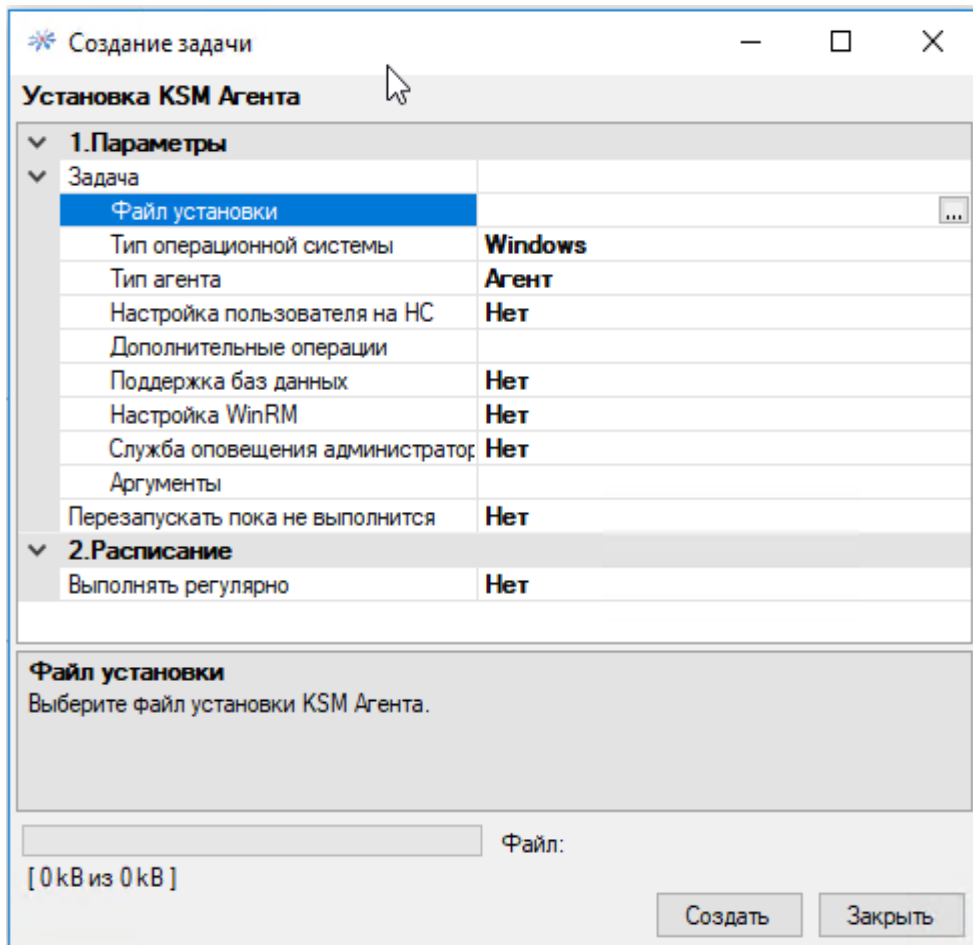 Создание задачи
Установка KSM Агента
1.Параметры
Задача
Файл установки ...
Тип операционной системы Windows
Тип агента Агент
Настройка пользователя на НС Нет
Дополнительные операции
Поддержка баз данных Нет
Настройка WinRM Нет
Служба оповещения администратор Нет
Аргументы
Перезапускать пока не выполнится Нет
2.Расписание
Выполнять регулярно Нет
Файл установки
Выберите файл установки KSM Агента.
Файл:
[ 0 kB из 0 kB ]
Создать Закрыть